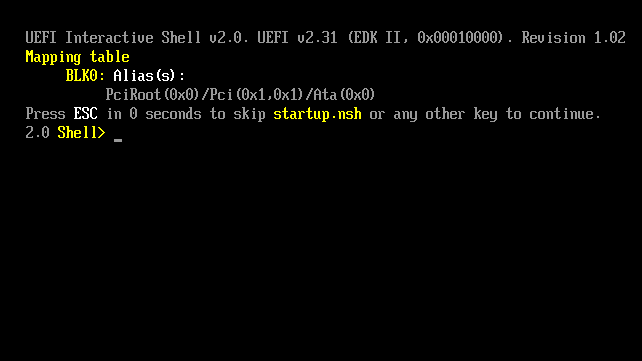 UEFI Interactive Shell v2.0. UEFI v2.31 (EDK II, 0x00010000). Revision 1.02
Mapping table
BLK0: Alias(s):
PciRoot(0x0)/Pci(0x1,0x1)/Ata(0x0)
Press ESC in 0 seconds to skip startup.nsh or any other key to continue.
2.0 Shell> _